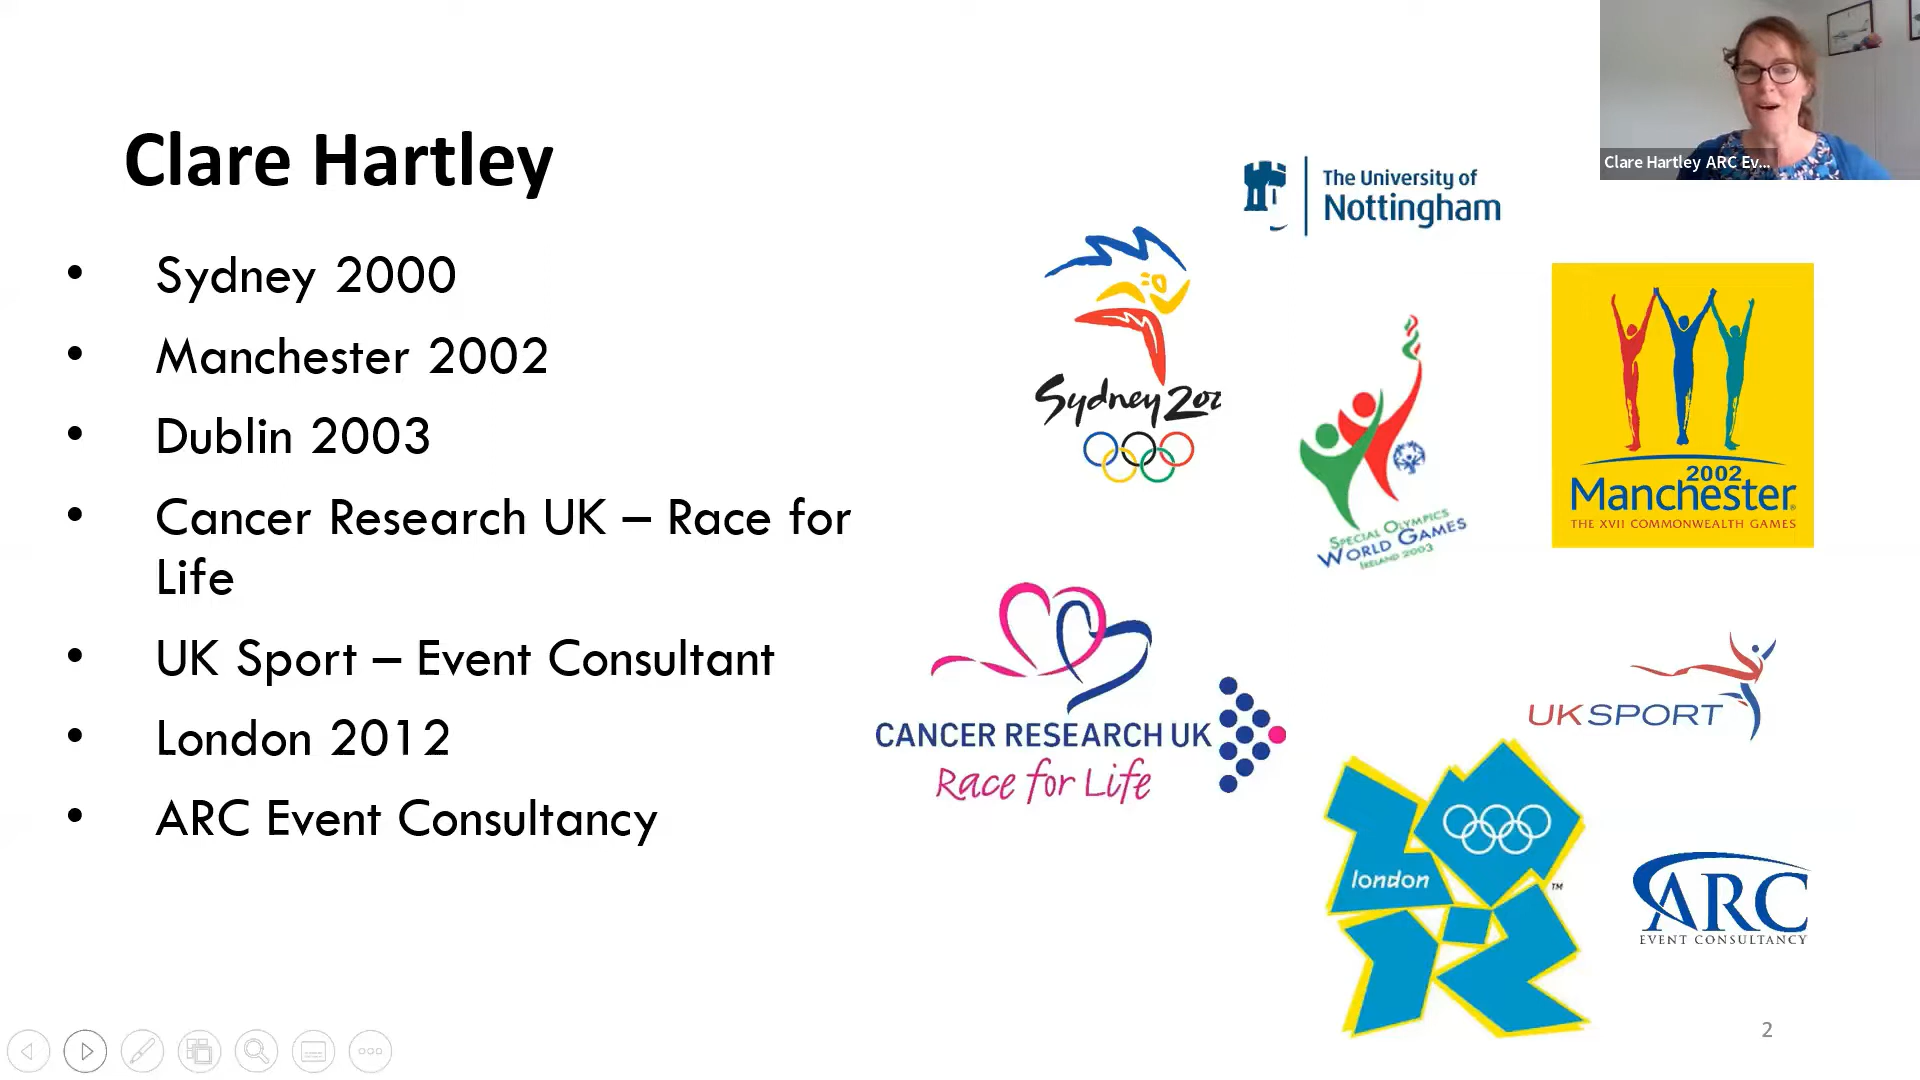 Clare Hartley
• Sydney 2000
• Manchester 2002
• Dublin 2003
• Cancer Research UK – Race for
Life
• UK Sport – Event Consultant
• London 2012
• ARC Event Consultancy
The University of
Nottingham
Sydney 200
SPECIAL OLYMPICS
WORLD GAMES
IRELAND 2003
2002
Manchester®
THE XVII COMMONWEALTH GAMES
CANCER RESEARCH UK
Race for Life
UK SPORT
london
™
ARC
EVENT CONSULTANCY
Clare Hartley ARC Ev...
2